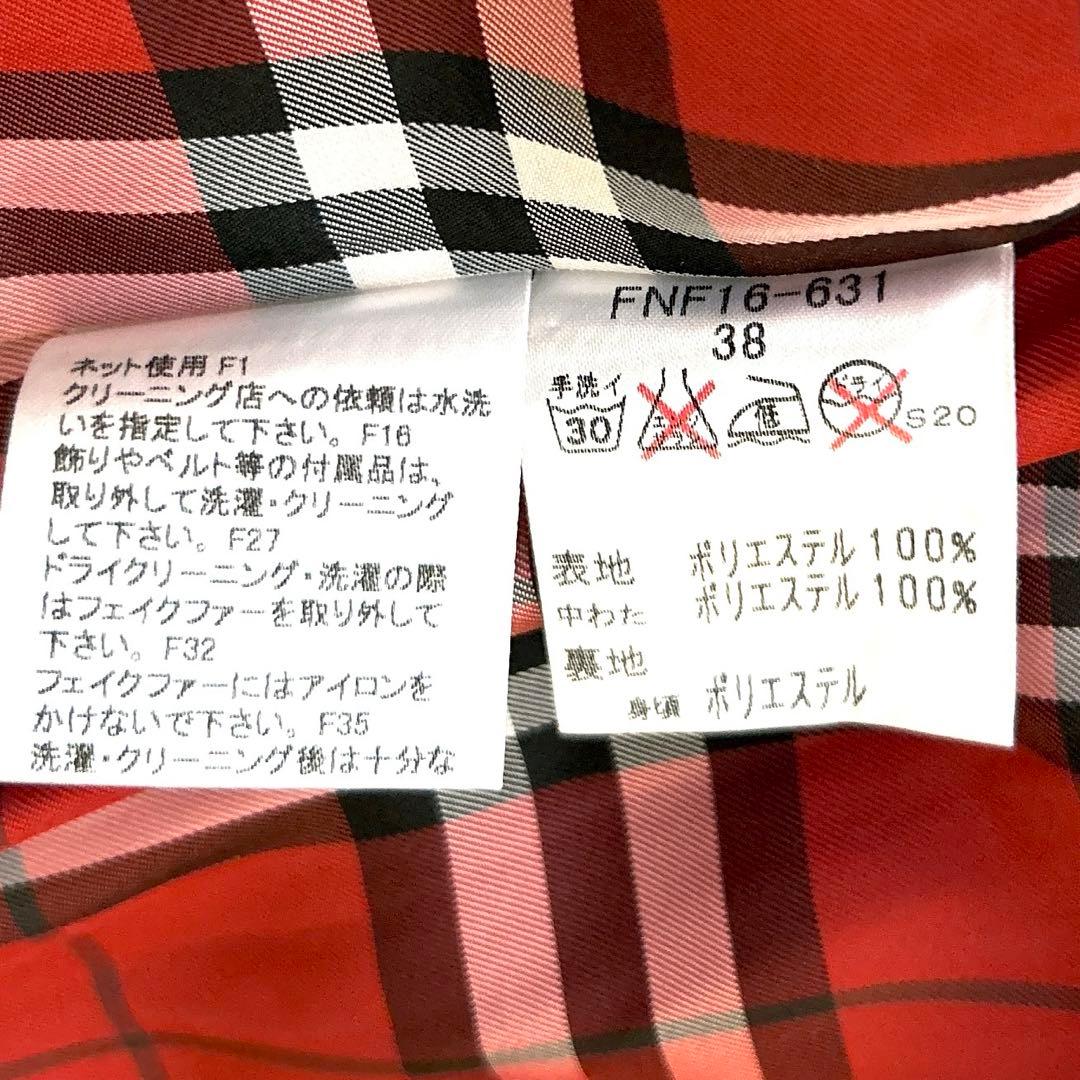 ネット使用 F1
クリーニング店への依頼は水洗
いを指定して下さい。F16
飾りやベルト等の付属品は、
取り外して洗濯・クリーニング
して下さい。F27
ドライクリーニング・洗濯の際
はフェイクファーを取り外して
下さい。F32
フェイクファーにはアイロンを
かけないで下さい。F35
洗濯・クリーニング後は十分な
FNF16-631
38
手洗イ
30
低
ドライ
S20
表地 ポリエステル 100%
中わた ポリエステル 100%
裏地
身頃 ポリエステル